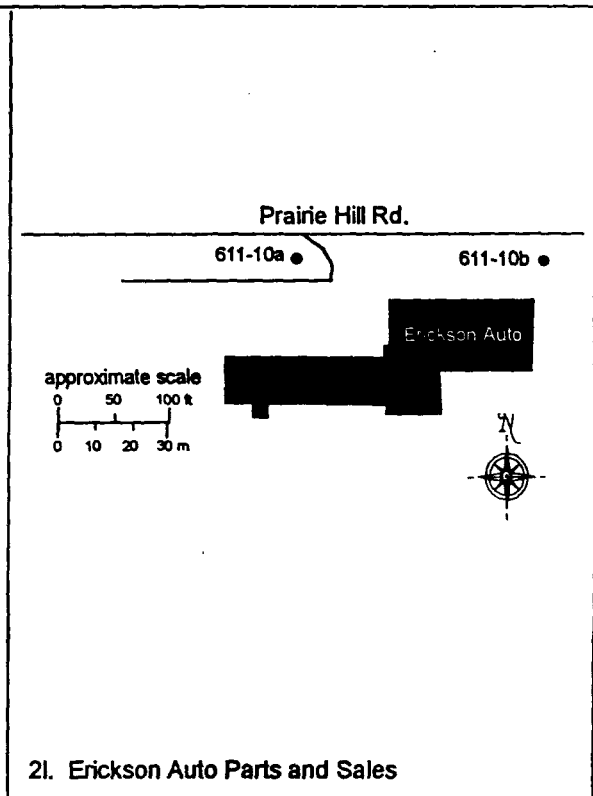 Prairie Hill Rd.
611-10a
611-10b
Erickson Auto
approximate scale
0 50 100 ft
0 10 20 30 m
N
2l. Erickson Auto Parts and Sales